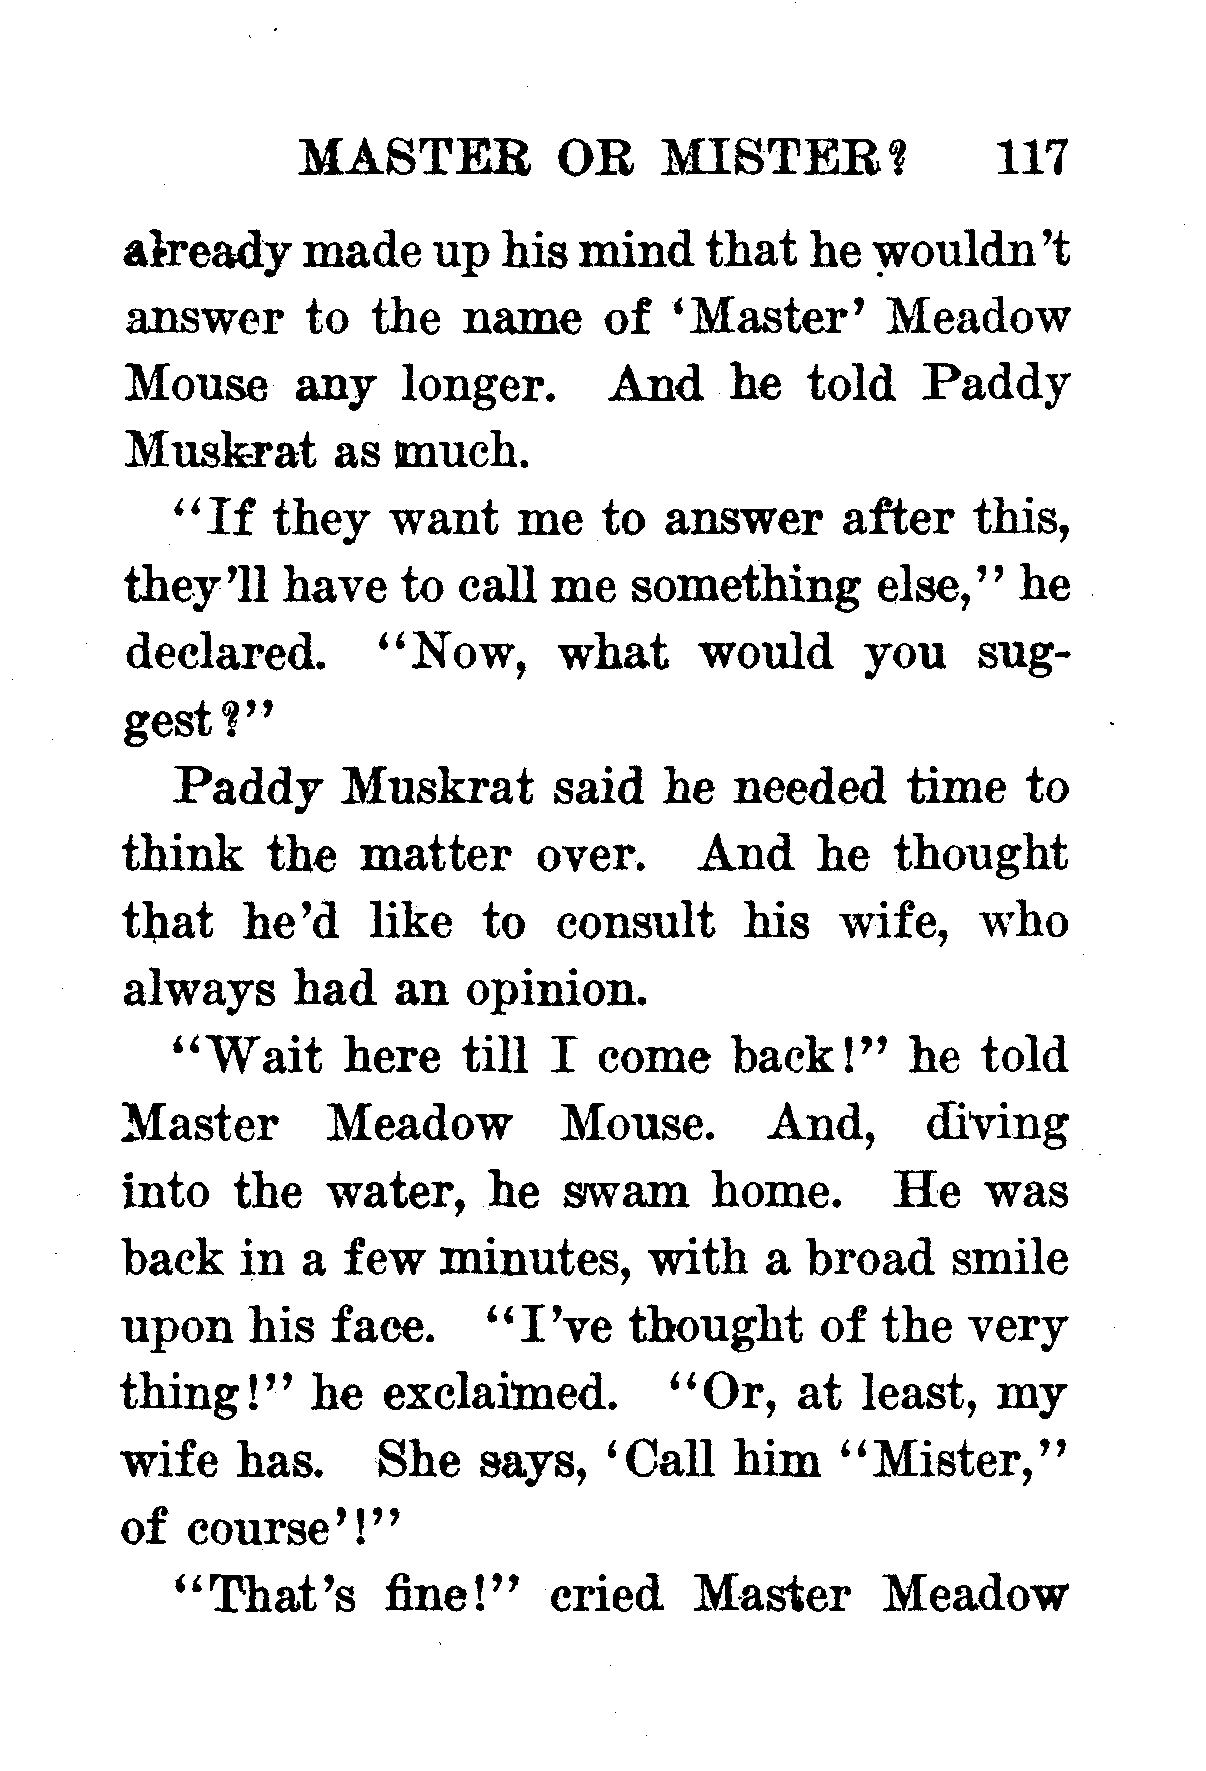 MASTER OR MISTER? 117
already made up his mind that he wouldn't
answer to the name of 'Master' Meadow
Mouse any longer. And he told Paddy
Muskrat as much.
"If they want me to answer after this,
they'll have to call me something else," he
declared. "Now, what would you sug-
gest?"
Paddy Muskrat said he needed time to
think the matter over. And he thought
that he'd like to consult his wife, who
always had an opinion.
"Wait here till I come back!" he told
Master Meadow Mouse. And, diving
into the water, he swam home. He was
back in a few minutes, with a broad smile
upon his face. "I've thought of the very
thing!" he exclaimed. "Or, at least, my
wife has. She says, 'Call him "Mister,"
of course'!"
"That's fine!" cried Master Meadow